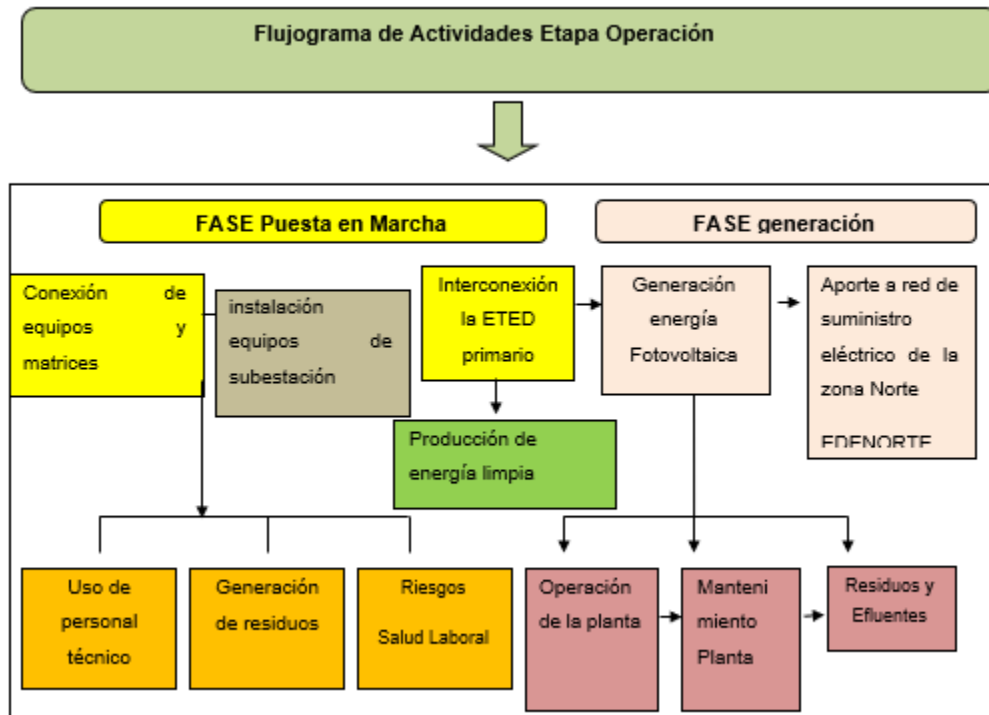 Flujograma de Actividades Etapa Operación
FASE Puesta en Marcha
FASE generación
Conexión de
equipos y
matrices
instalación
equipos de
subestación
Interconexión
la ETED
primario
Generación
energía
Fotovoltaica
Aporte a red de
suministro
eléctrico de la
zona Norte
EDENORTE
Producción de
energía limpia
Uso de
personal
técnico
Generación
de residuos
Riesgos
Salud Laboral
Operación
de la planta
Manteni
miento
Planta
Residuos y
Efluentes